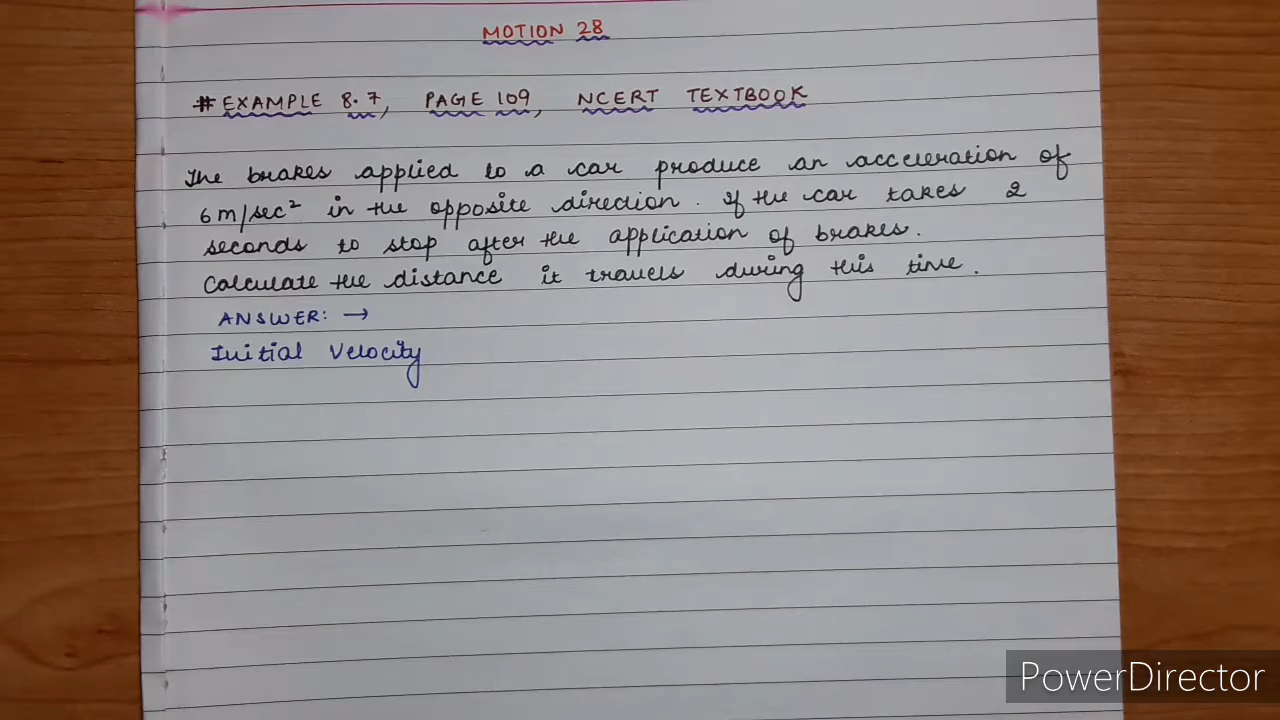 MOTION 28
# EXAMPLE 8.7, PAGE 109, NCERT TEXTBOOK
The brakes applied to a car produce an acceleration of
6 m/sec² in the opposite direction. If the car takes 2
seconds to stop after the application of brakes.
Calculate the distance it travels during this time.
ANSWER: →
Initial Velocity
PowerDirector